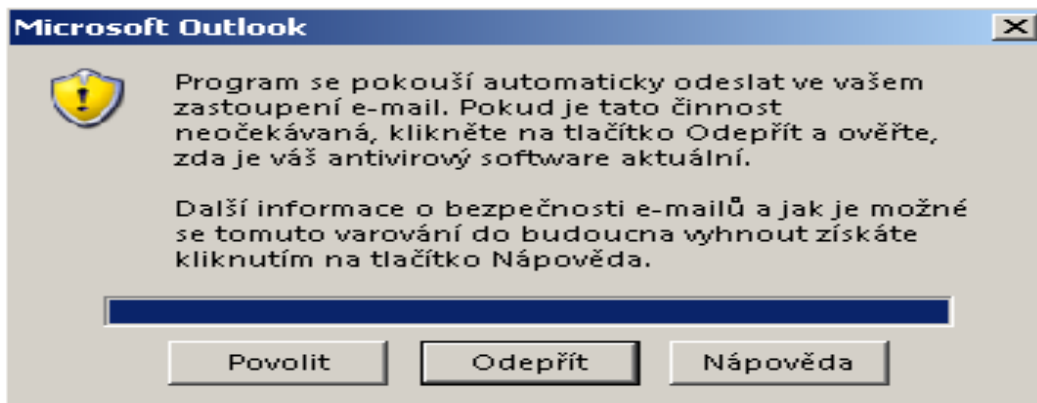 Microsoft Outlook
Program se pokouší automaticky odeslat ve vašem
zastoupení e-mail. Pokud je tato činnost
neočekávaná, klikněte na tlačítko Odepřít a ověřte,
zda je váš antivirový software aktuální.
Další informace o bezpečnosti e-mailů a jak je možné
se tomuto varování do budoucna vyhnout získáte
kliknutím na tlačítko Nápověda.
Povolit Odepřít Nápověda